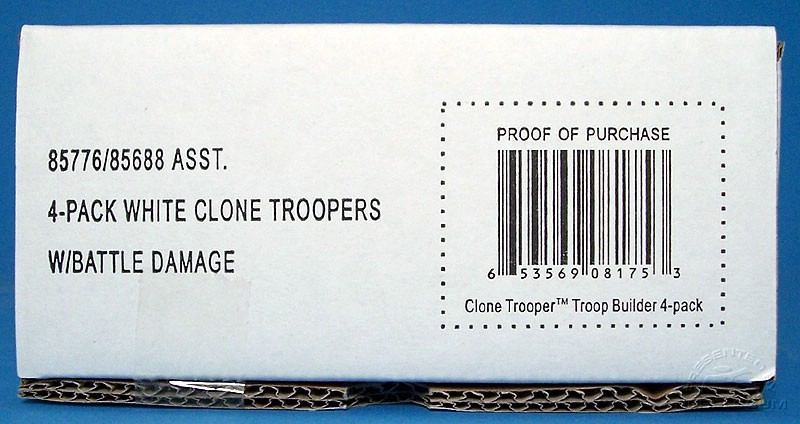 85776/85688 ASST.
4-PACK WHITE CLONE TROOPERS
W/BATTLE DAMAGE
PROOF OF PURCHASE
6 53569 08175 3
Clone Trooper™ Troop Builder 4-pack